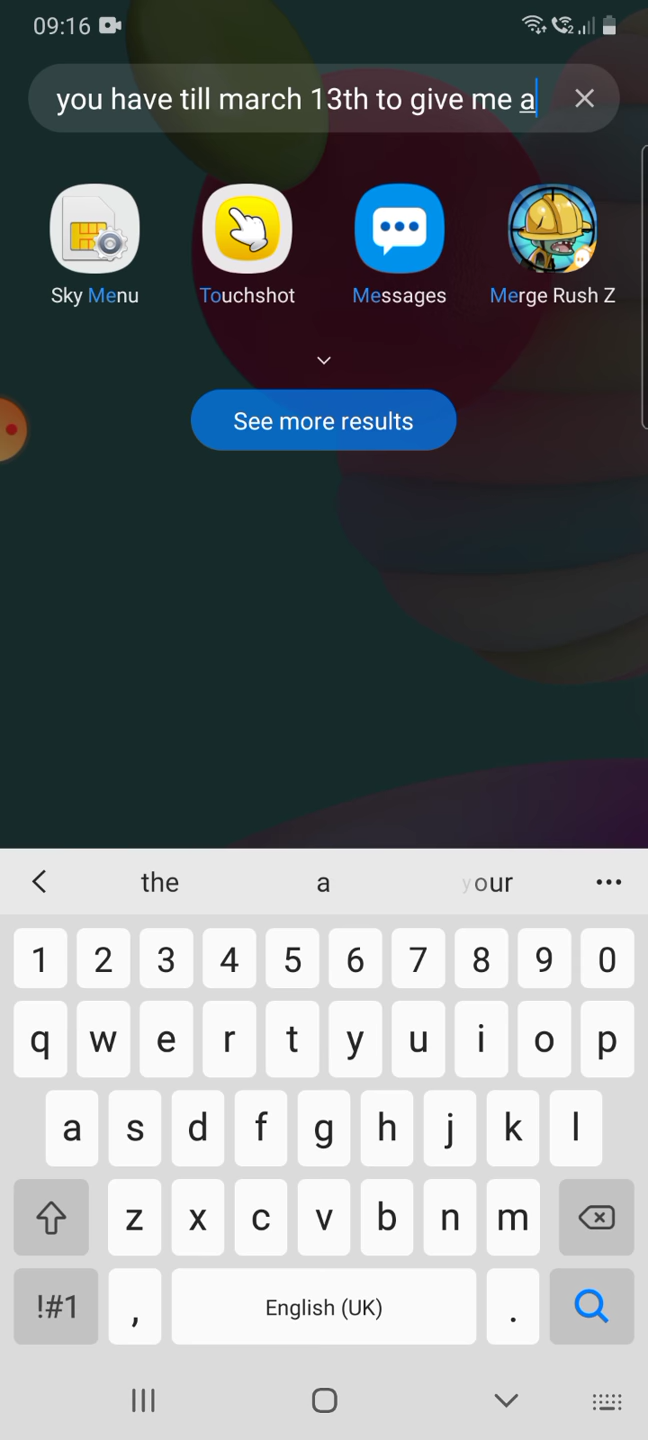 09:16
you have till march 13th to give me a
Sky Menu Touchshot Messages Merge Rush Z
See more results
the a your
1 2 3 4 5 6 7 8 9 0
q w e r t y u i o p
a s d f g h j k l
z x c v b n m
!#1 , English (UK) .